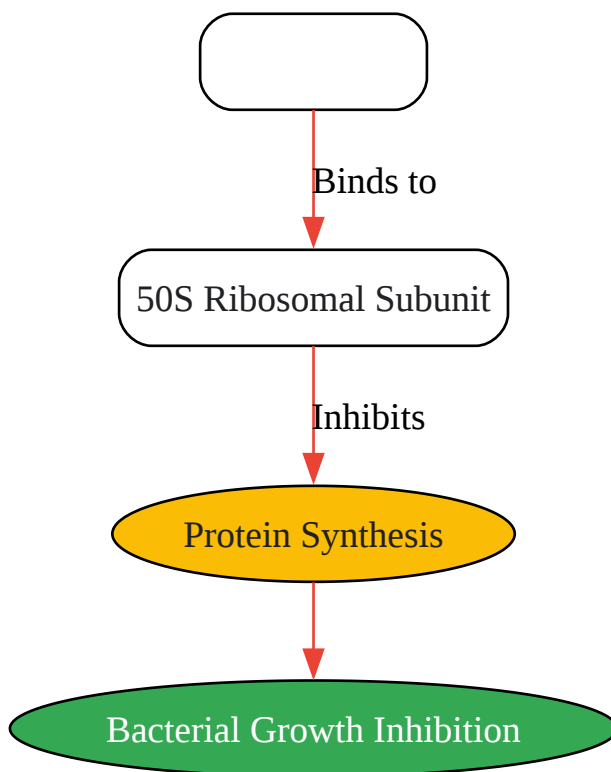 Binds to
50S Ribosomal Subunit
Inhibits
Protein Synthesis
Bacterial Growth Inhibition